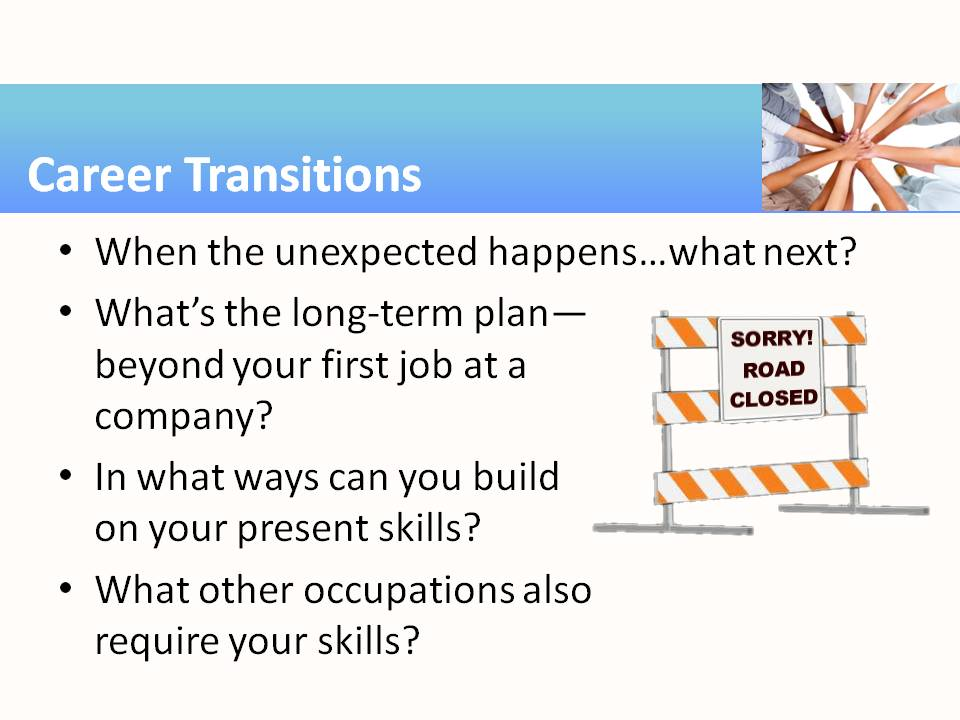 Career Transitions
• When the unexpected happens…what next?
• What’s the long-term plan—
beyond your first job at a
company?
• In what ways can you build
on your present skills?
• What other occupations also
require your skills?
SORRY!
ROAD
CLOSED